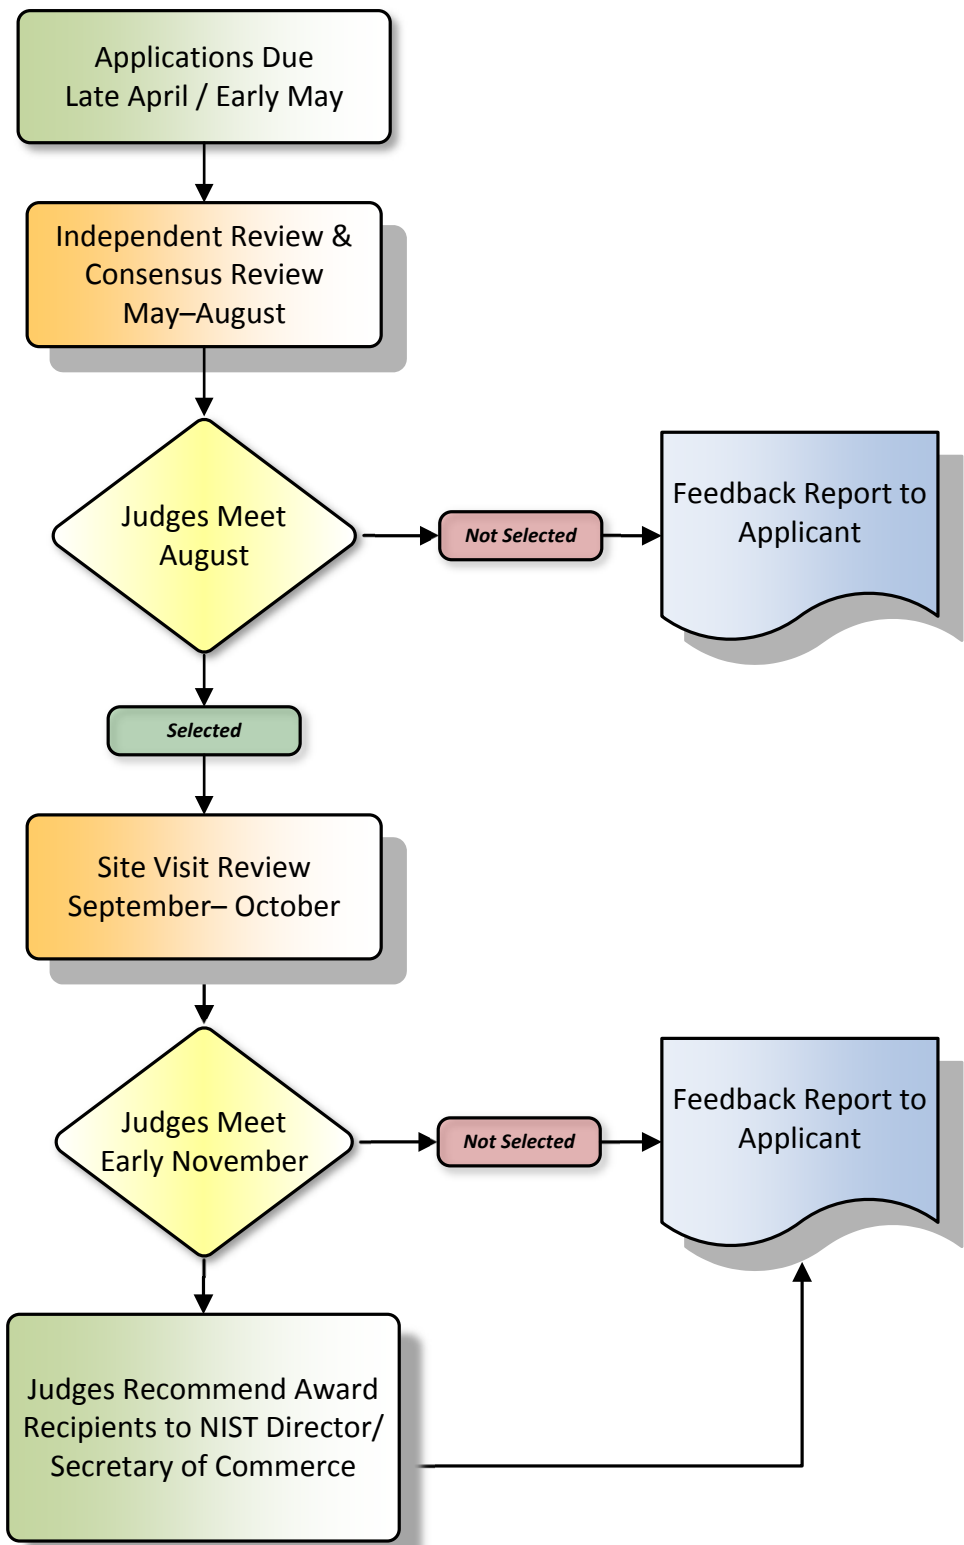 Applications Due
Late April / Early May
Independent Review &
Consensus Review
May–August
Judges Meet
August
Not Selected
Feedback Report to
Applicant
Selected
Site Visit Review
September– October
Judges Meet
Early November
Not Selected
Feedback Report to
Applicant
Judges Recommend Award
Recipients to NIST Director/
Secretary of Commerce